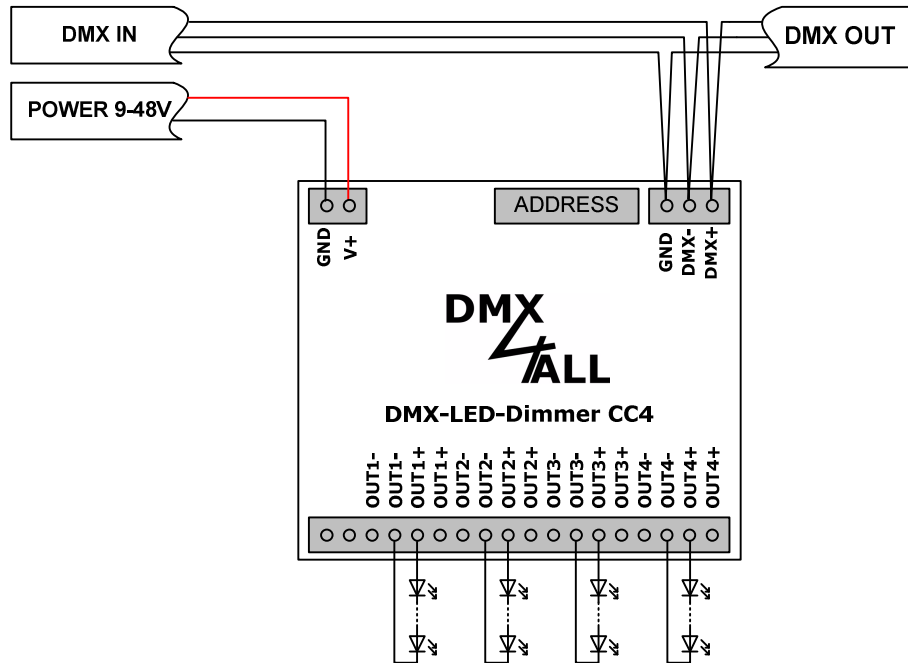 DMX IN
DMX OUT
POWER 9-48V
ADDRESS
GND
V+
GND
DMX-
DMX+
DMX
4
ALL
DMX-LED-Dimmer CC4
OUT1-
OUT1-
OUT1+
OUT1+
OUT2-
OUT2-
OUT2+
OUT2+
OUT3-
OUT3-
OUT3+
OUT3+
OUT4-
OUT4-
OUT4+
OUT4+